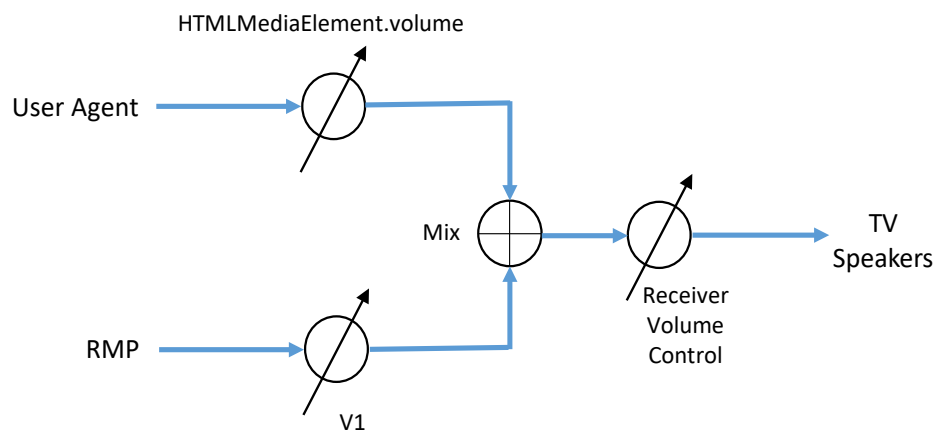 HTMLMediaElement.volume
User Agent
Mix
TV
Speakers
Receiver
Volume
Control
RMP
V1